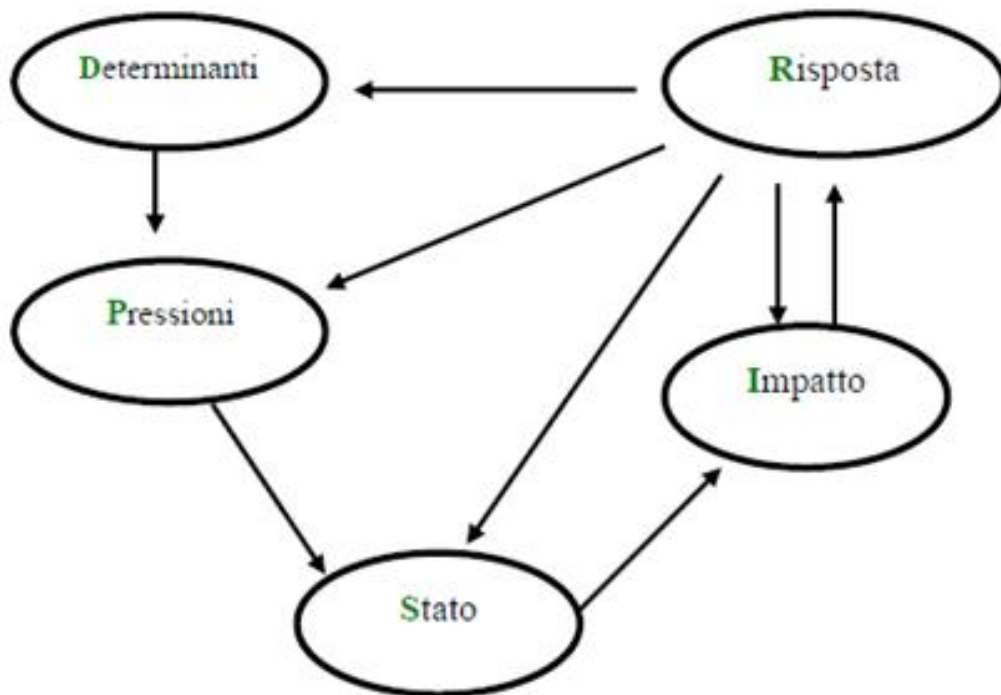 Determinanti
Risposta
Pressioni
Impatto
Stato